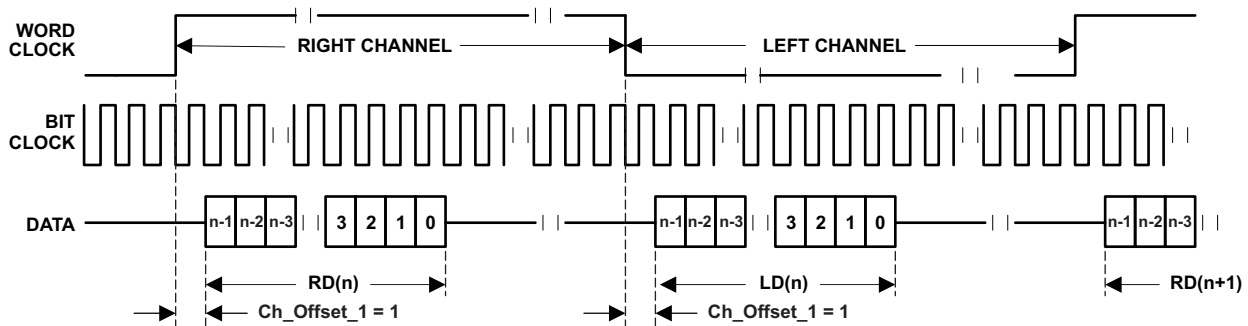 WORD
CLOCK
RIGHT CHANNEL
LEFT CHANNEL
BIT
CLOCK
DATA
n-1 n-2 n-3 3 2 1 0
n-1 n-2 n-3 3 2 1 0
n-1 n-2 n-3
RD(n)
LD(n)
RD(n+1)
Ch_Offset_1 = 1
Ch_Offset_1 = 1